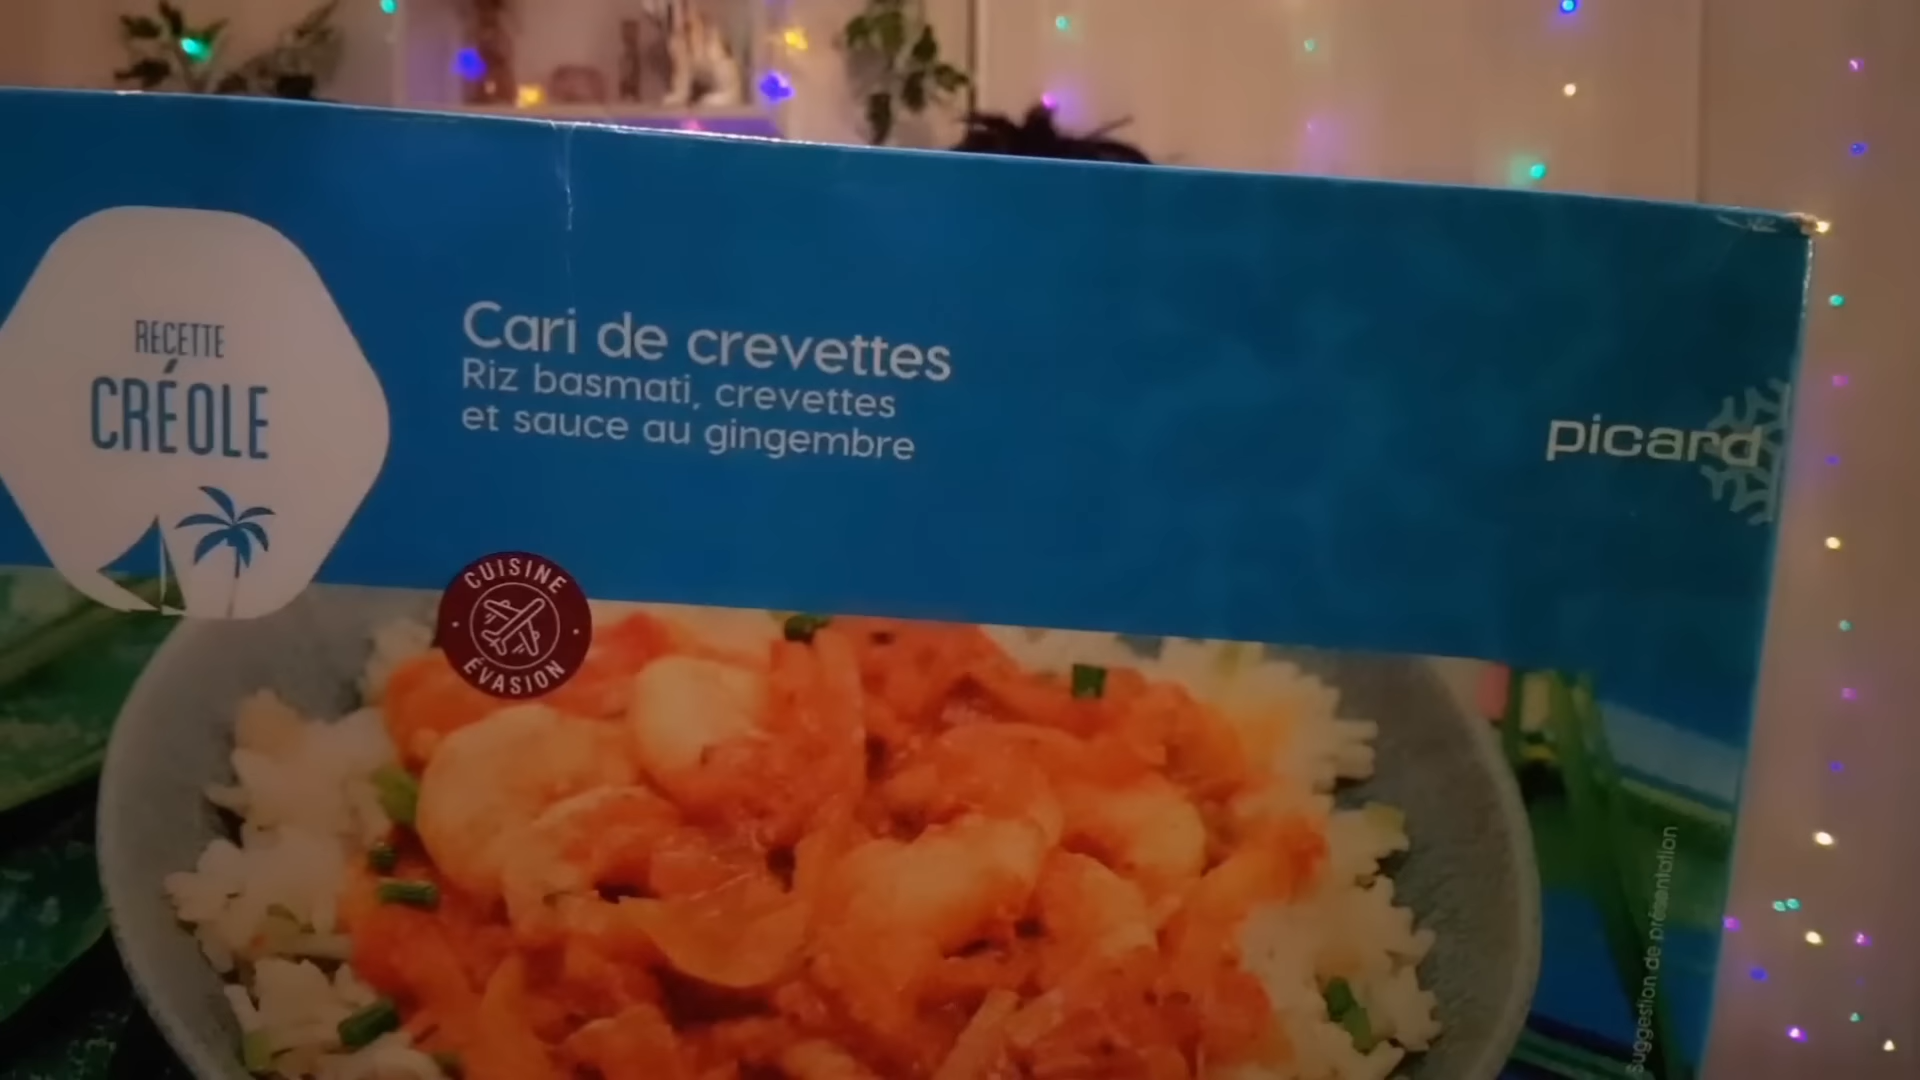 RECETTE
CRÉOLE
Cari de crevettes
Riz basmati, crevettes
et sauce au gingembre
picard
CUISINE
ÉVASION
Suggestion de présentation